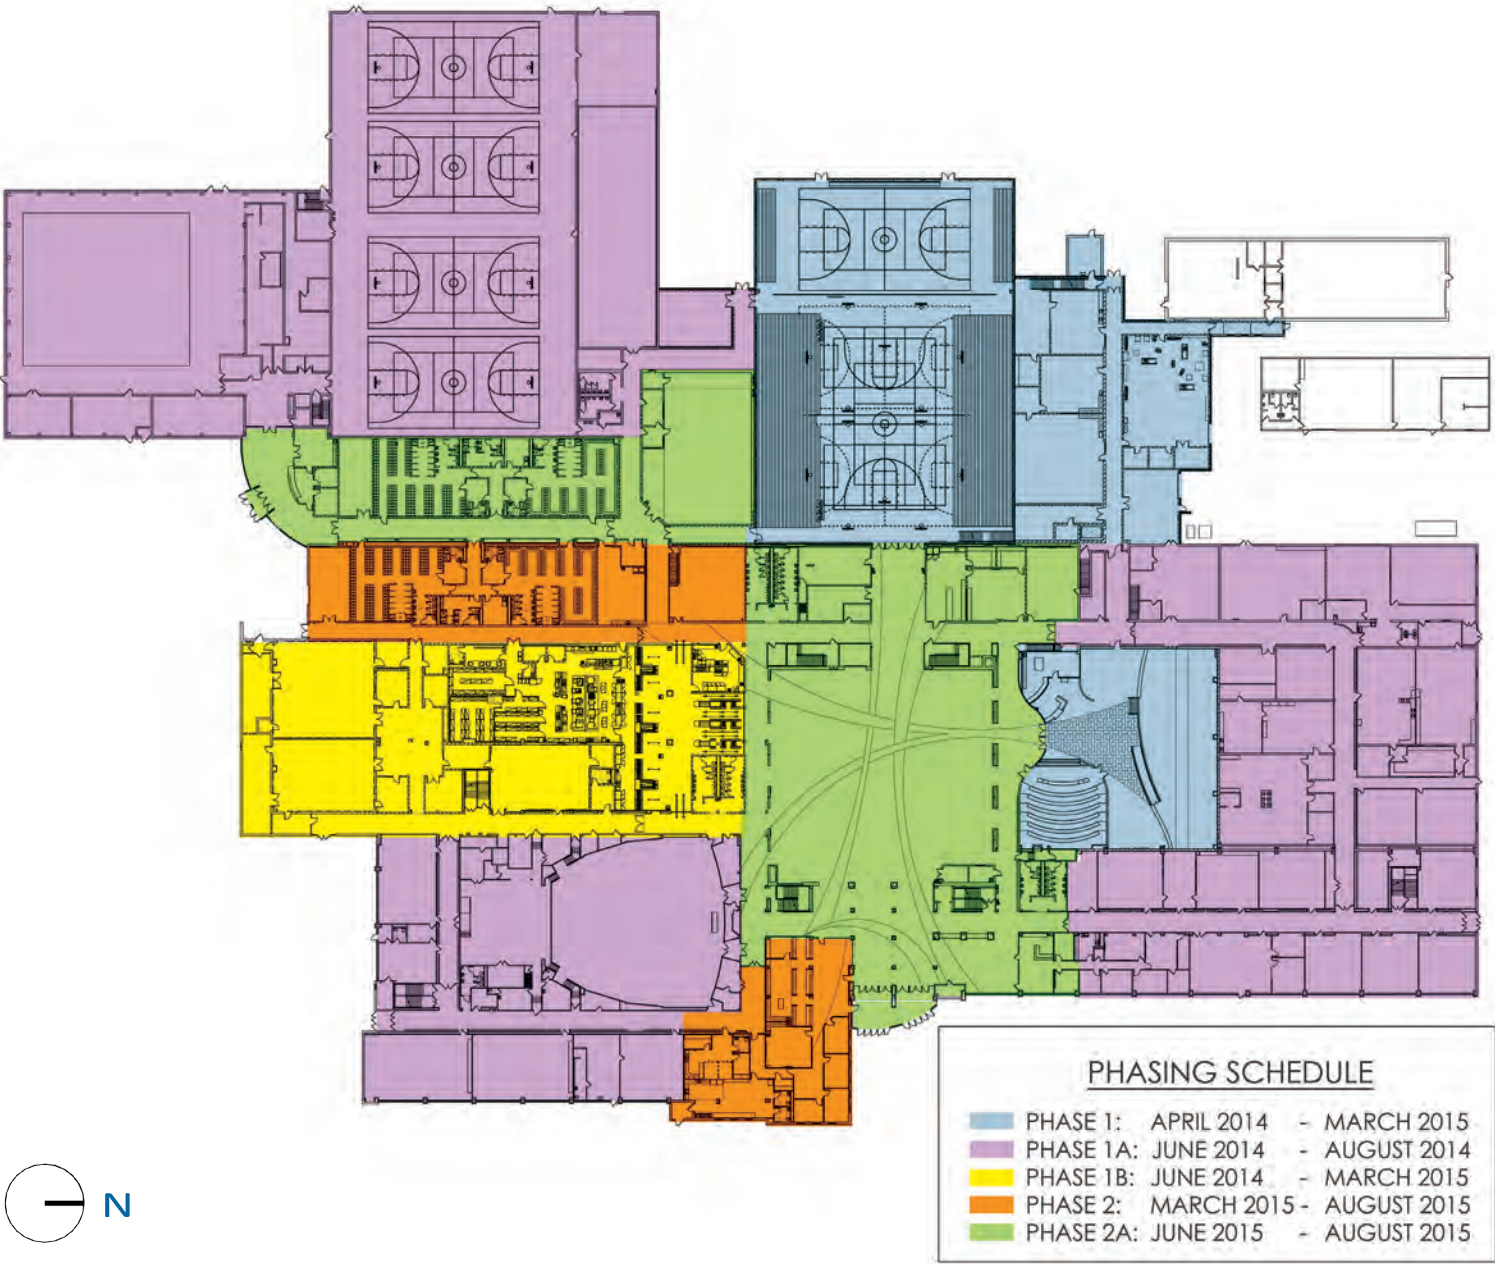 PHASING SCHEDULE
PHASE 1: APRIL 2014 - MARCH 2015
PHASE 1A: JUNE 2014 - AUGUST 2014
PHASE 1B: JUNE 2014 - MARCH 2015
PHASE 2: MARCH 2015 - AUGUST 2015
PHASE 2A: JUNE 2015 - AUGUST 2015
N